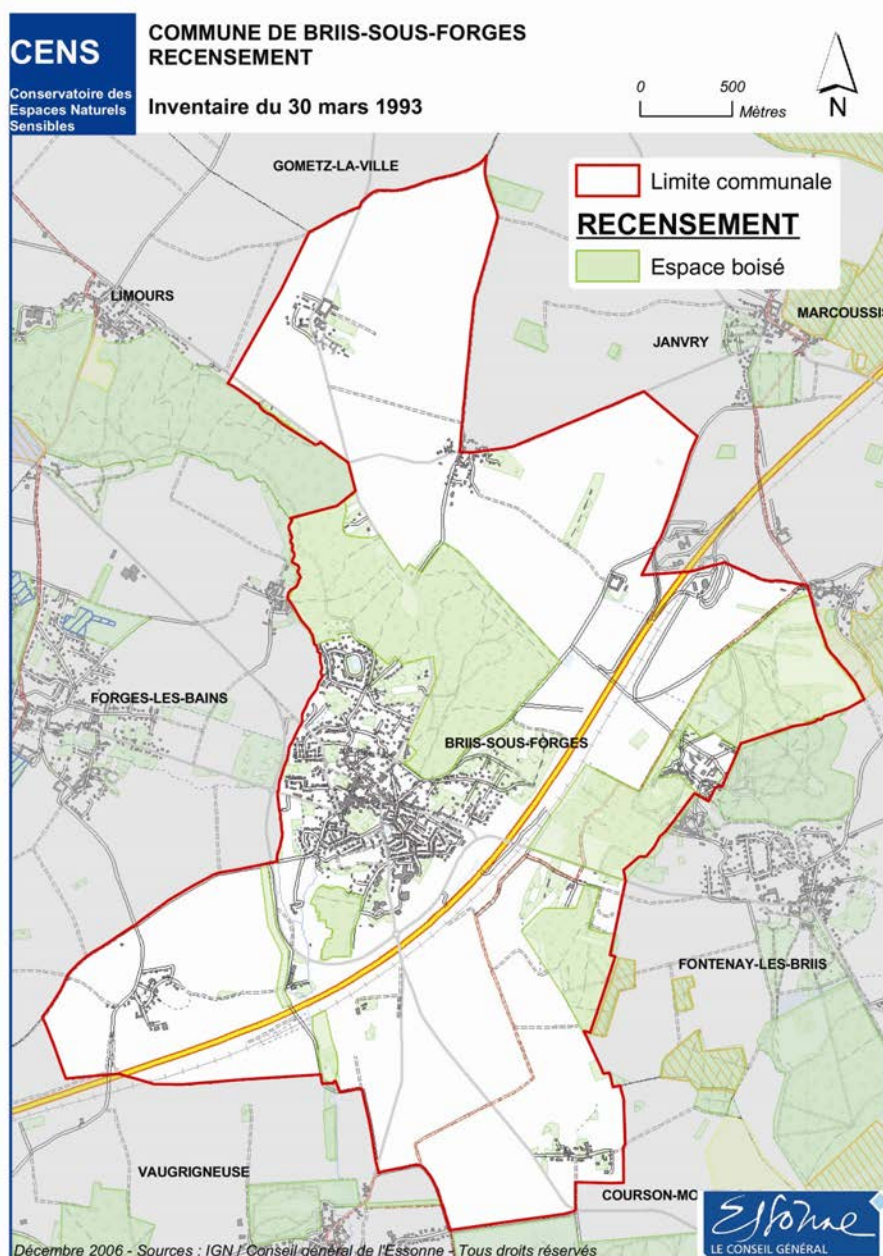 CENS
Conservatoire des
Espaces Naturels
Sensibles
COMMUNE DE BRIIS-SOUS-FORGES
RECENSEMENT
Inventaire du 30 mars 1993
0 500
Mètres
N
GOMETZ-LA-VILLE
Limite communale
RECENSEMENT
Espace boisé
LIMOURS
MARCOUSSIS
JANVRY
FORGES-LES-BAINS
BRIIS-SOUS-FORGES
FONTENAY-LES-BRIIS
VAUGRIGNEUSE
COURSON-MO
Essonne
LE CONSEIL GÉNÉRAL
Décembre 2006 - Sources : IGN / Conseil général de l'Essonne - Tous droits réservés